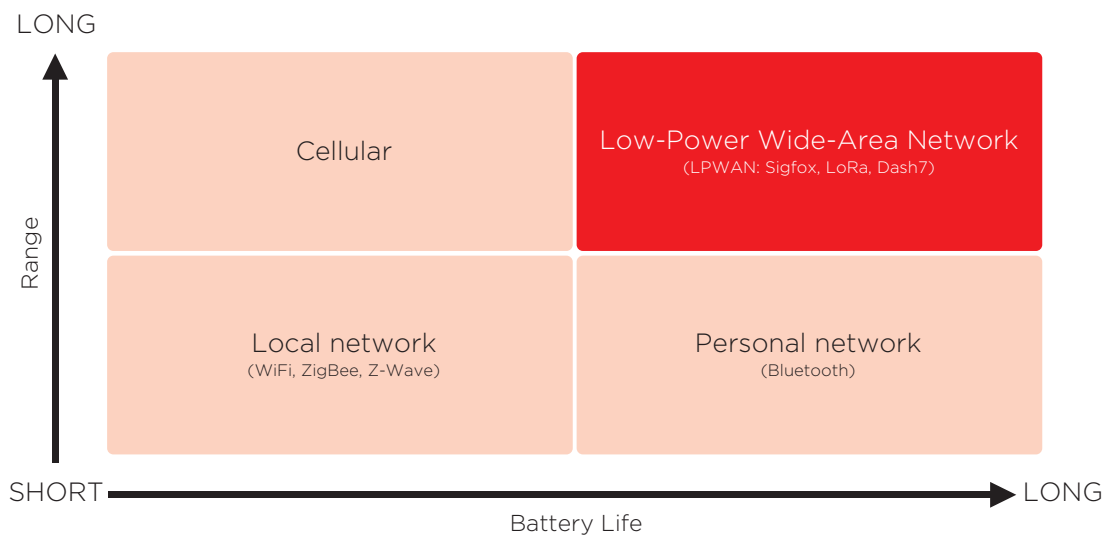 LONG
Cellular
Low-Power Wide-Area Network
(LPWAN: Sigfox, LoRa, Dash7)
Range
Local network
(WiFi, ZigBee, Z-Wave)
Personal network
(Bluetooth)
SHORT
LONG
Battery Life